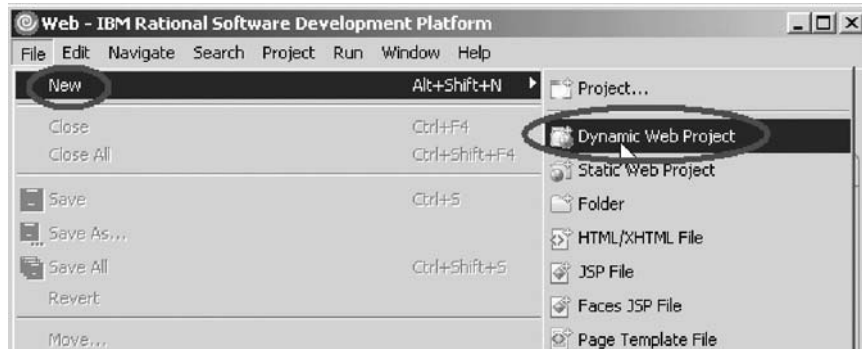 Web - IBM Rational Software Development Platform
File Edit Navigate Search Project Run Window Help
New Alt+Shift+N
Close Ctrl+F4
Close All Ctrl+Shift+F4
Save Ctrl+S
Save As...
Save All Ctrl+Shift+S
Revert
Move...
Project...
Dynamic Web Project
Static Web Project
Folder
HTML/XHTML File
JSP File
Faces JSP File
Page Template File